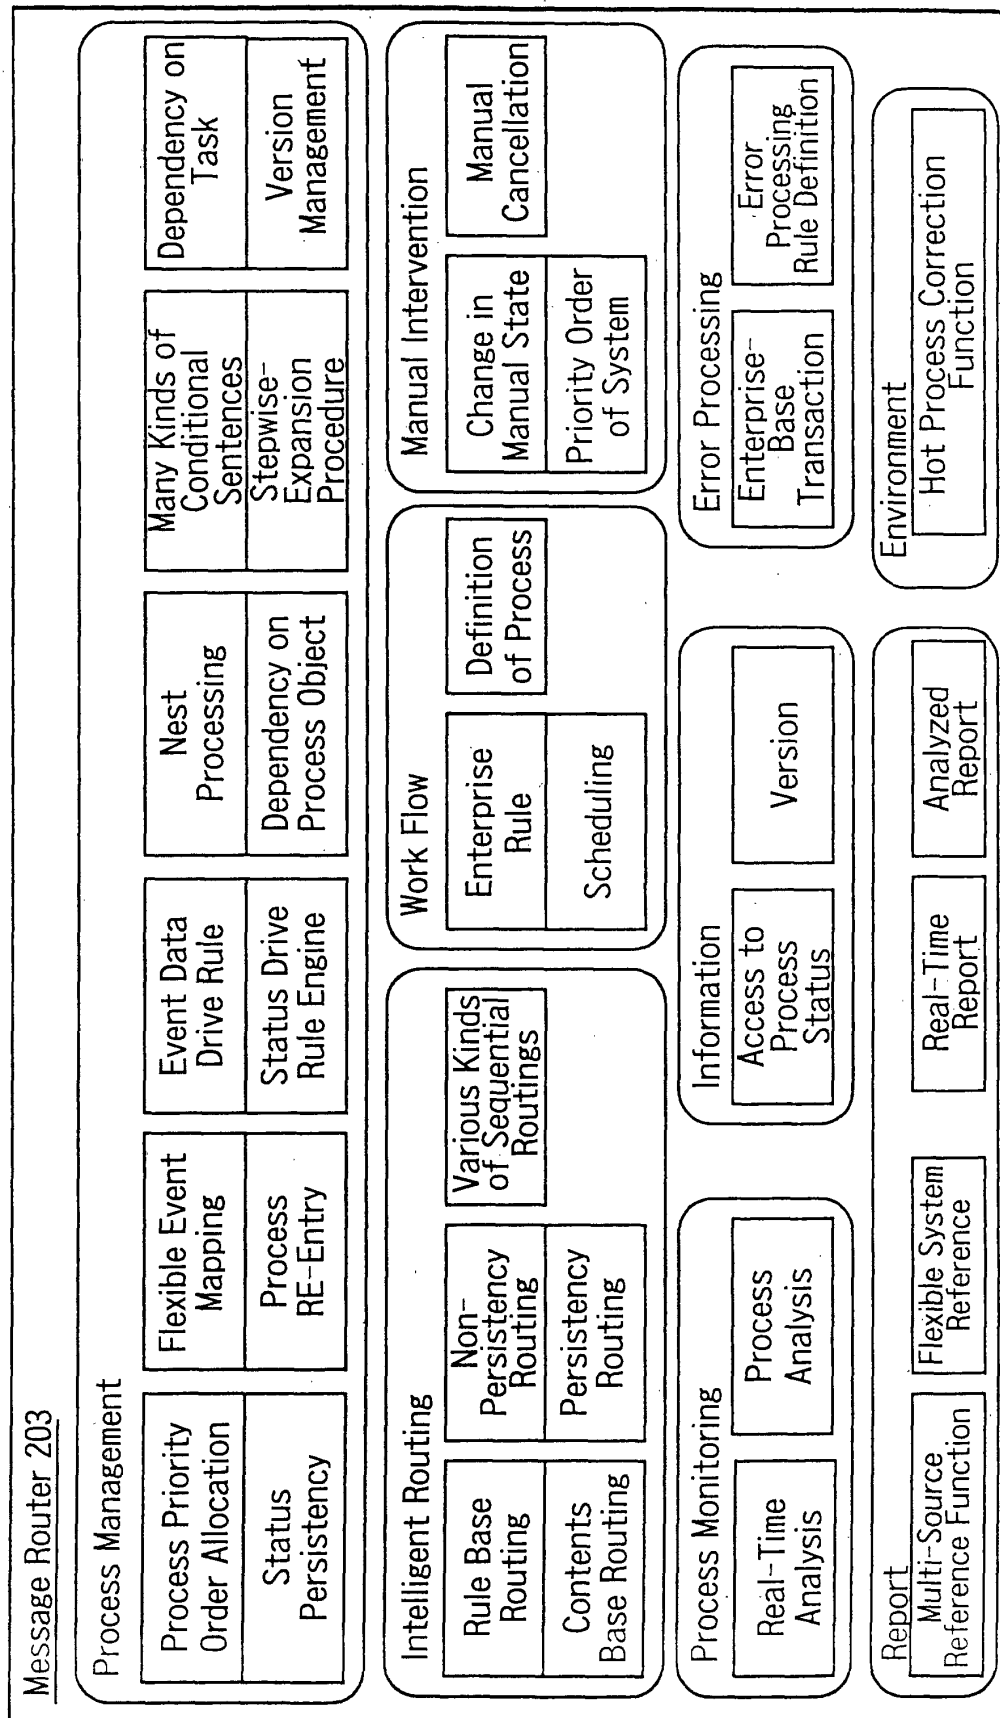 Message Router 203
Process Management
Process Priority
Order Allocation
Status
Persistency
Flexible Event
Mapping
Process
RE-Entry
Event Data
Drive Rule
Status Drive
Rule Engine
Nest
Processing
Dependency on
Process Object
Many Kinds of
Conditional
Sentences
Stepwise-
Expansion
Procedure
Dependency on
Task
Version
Management
Intelligent Routing
Rule Base
Routing
Contents
Base Routing
Non-
Persistency
Routing
Persistency
Routing
Various Kinds
of Sequential
Routings
Work Flow
Enterprise
Rule
Scheduling
Definition
of Process
Manual Intervention
Change in
Manual State
Priority Order
of System
Manual
Cancellation
Process Monitoring
Real-Time
Analysis
Process
Analysis
Information
Access to
Process
Status
Version
Error Processing
Enterprise-
Base
Transaction
Error
Processing
Rule Definition
Report
Multi-Source
Reference Function
Flexible System
Reference
Real-Time
Report
Analyzed
Report
Environment
Hot Process Correction
Function